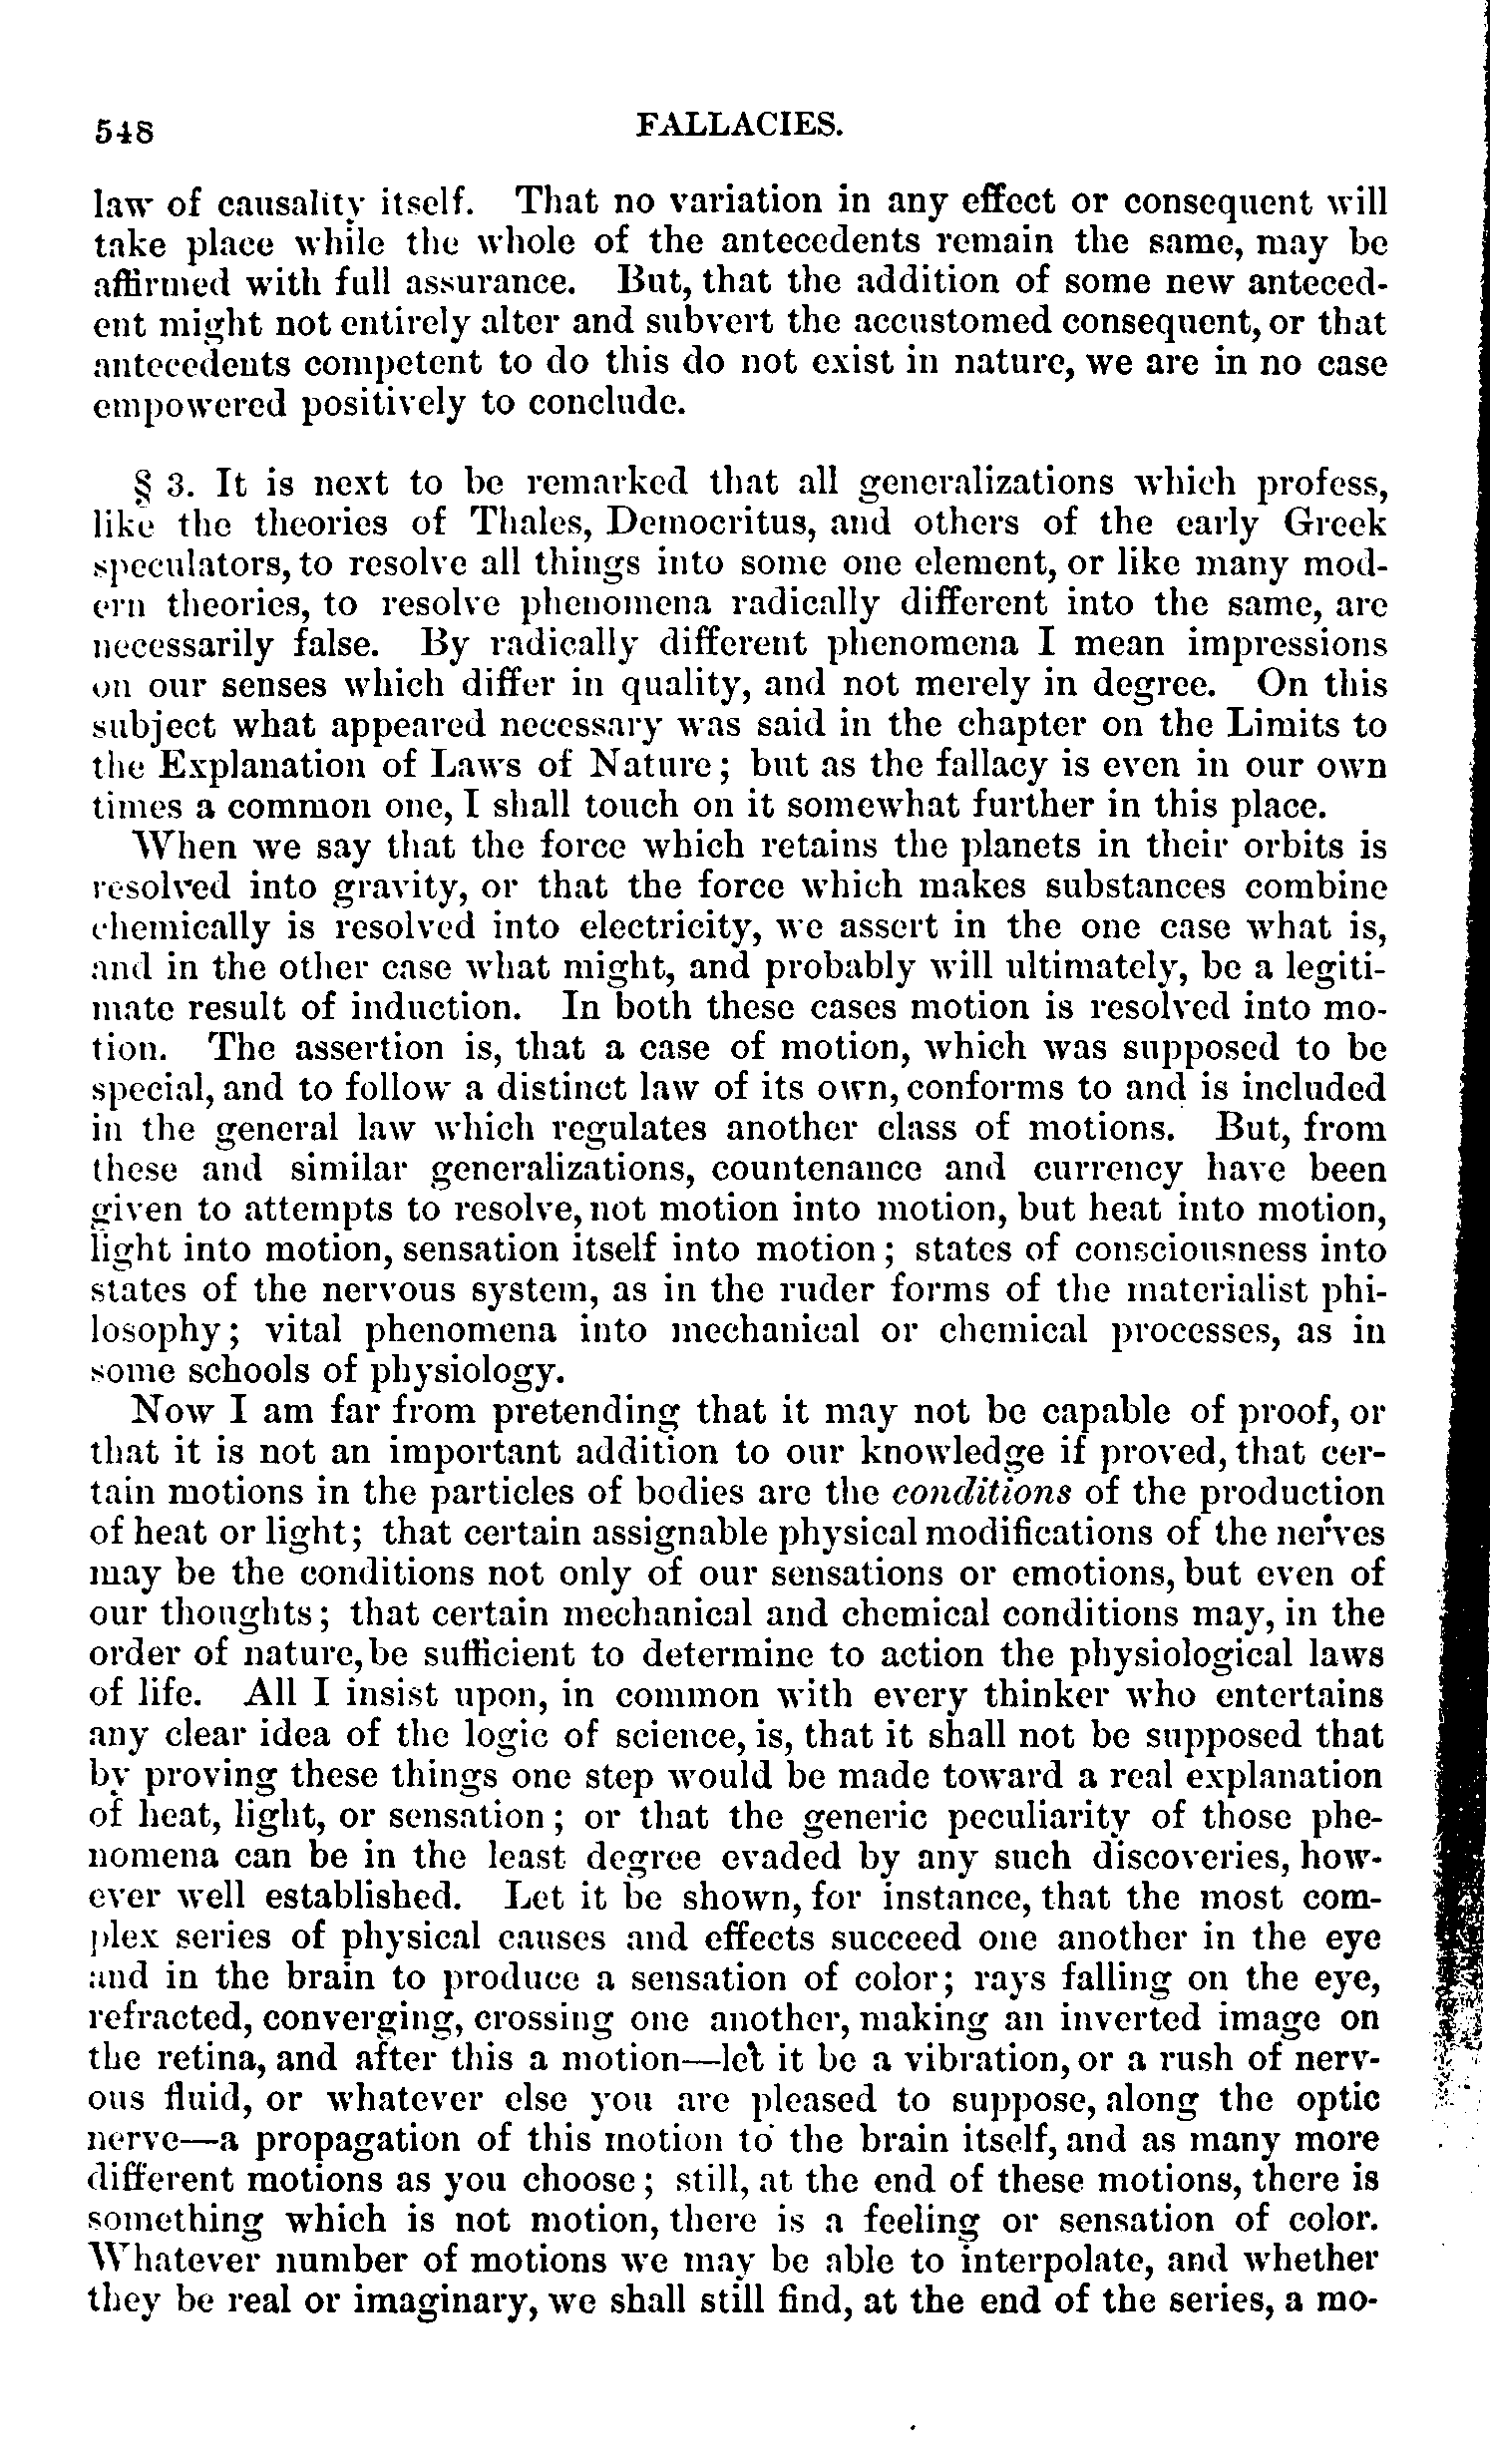 548 FALLACIES.
law of causality itself. That no variation in any effect or consequent will
take place while the whole of the antecedents remain the same, may be
affirmed with full assurance. But, that the addition of some new anteced-
ent might not entirely alter and subvert the accustomed consequent, or that
antecedents competent to do this do not exist in nature, we are in no case
empowered positively to conclude.
§ 3. It is next to be remarked that all generalizations which profess,
like the theories of Thales, Democritus, and others of the early Greek
speculators, to resolve all things into some one element, or like many mod-
ern theories, to resolve phenomena radically different into the same, are
necessarily false. By radically different phenomena I mean impressions
on our senses which differ in quality, and not merely in degree. On this
subject what appeared necessary was said in the chapter on the Limits to
the Explanation of Laws of Nature; but as the fallacy is even in our own
times a common one, I shall touch on it somewhat further in this place.
When we say that the force which retains the planets in their orbits is
resolved into gravity, or that the force which makes substances combine
chemically is resolved into electricity, we assert in the one case what is,
and in the other case what might, and probably will ultimately, be a legiti-
mate result of induction. In both these cases motion is resolved into mo-
tion. The assertion is, that a case of motion, which was supposed to be
special, and to follow a distinct law of its own, conforms to and is included
in the general law which regulates another class of motions. But, from
these and similar generalizations, countenance and currency have been
given to attempts to resolve, not motion into motion, but heat into motion,
light into motion, sensation itself into motion; states of consciousness into
states of the nervous system, as in the ruder forms of the materialist phi-
losophy; vital phenomena into mechanical or chemical processes, as in
some schools of physiology.
Now I am far from pretending that it may not be capable of proof, or
that it is not an important addition to our knowledge if proved, that cer-
tain motions in the particles of bodies are the conditions of the production
of heat or light; that certain assignable physical modifications of the nerves
may be the conditions not only of our sensations or emotions, but even of
our thoughts; that certain mechanical and chemical conditions may, in the
order of nature, be sufficient to determine to action the physiological laws
of life. All I insist upon, in common with every thinker who entertains
any clear idea of the logic of science, is, that it shall not be supposed that
by proving these things one step would be made toward a real explanation
of heat, light, or sensation; or that the generic peculiarity of those phe-
nomena can be in the least degree evaded by any such discoveries, how-
ever well established. Let it be shown, for instance, that the most com-
plex series of physical causes and effects succeed one another in the eye
and in the brain to produce a sensation of color; rays falling on the eye,
refracted, converging, crossing one another, making an inverted image on
the retina, and after this a motion—let it be a vibration, or a rush of nerv-
ous fluid, or whatever else you are pleased to suppose, along the optic
nerve—a propagation of this motion to the brain itself, and as many more
different motions as you choose; still, at the end of these motions, there is
something which is not motion, there is a feeling or sensation of color.
Whatever number of motions we may be able to interpolate, and whether
they be real or imaginary, we shall still find, at the end of the series, a mo-